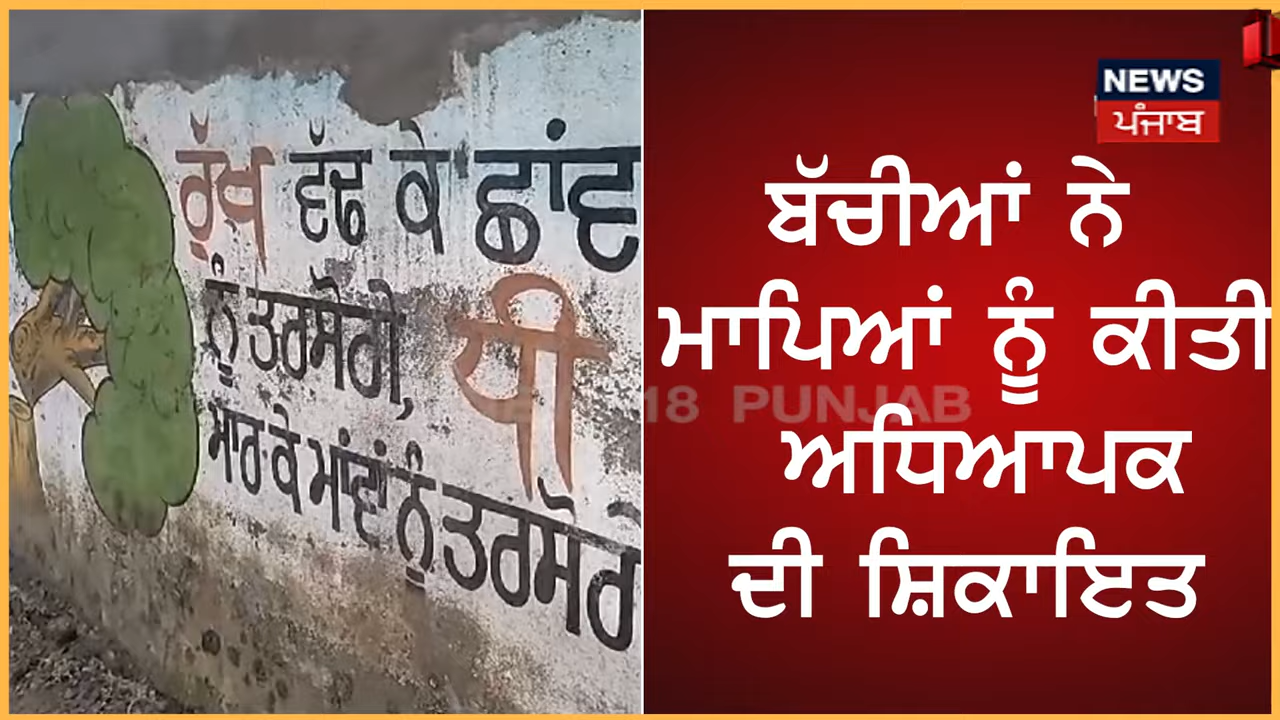 ਰੁੱਖ ਵੱਢ ਕੇ ਛਾਂਵ
ਨੂੰ ਤਰਸੋਗੇ, ਧੀ
ਮਾਰ ਕੇ ਮਾਂਵਾਂ ਨੂੰ ਤਰਸੋਗੇ
NEWS
ਪੰਜਾਬ
ਬੱਚੀਆਂ ਨੇ
ਮਾਪਿਆਂ ਨੂੰ ਕੀਤੀ
ਅਧਿਆਪਕ
ਦੀ ਸ਼ਿਕਾਇਤ
18 PUNJAB